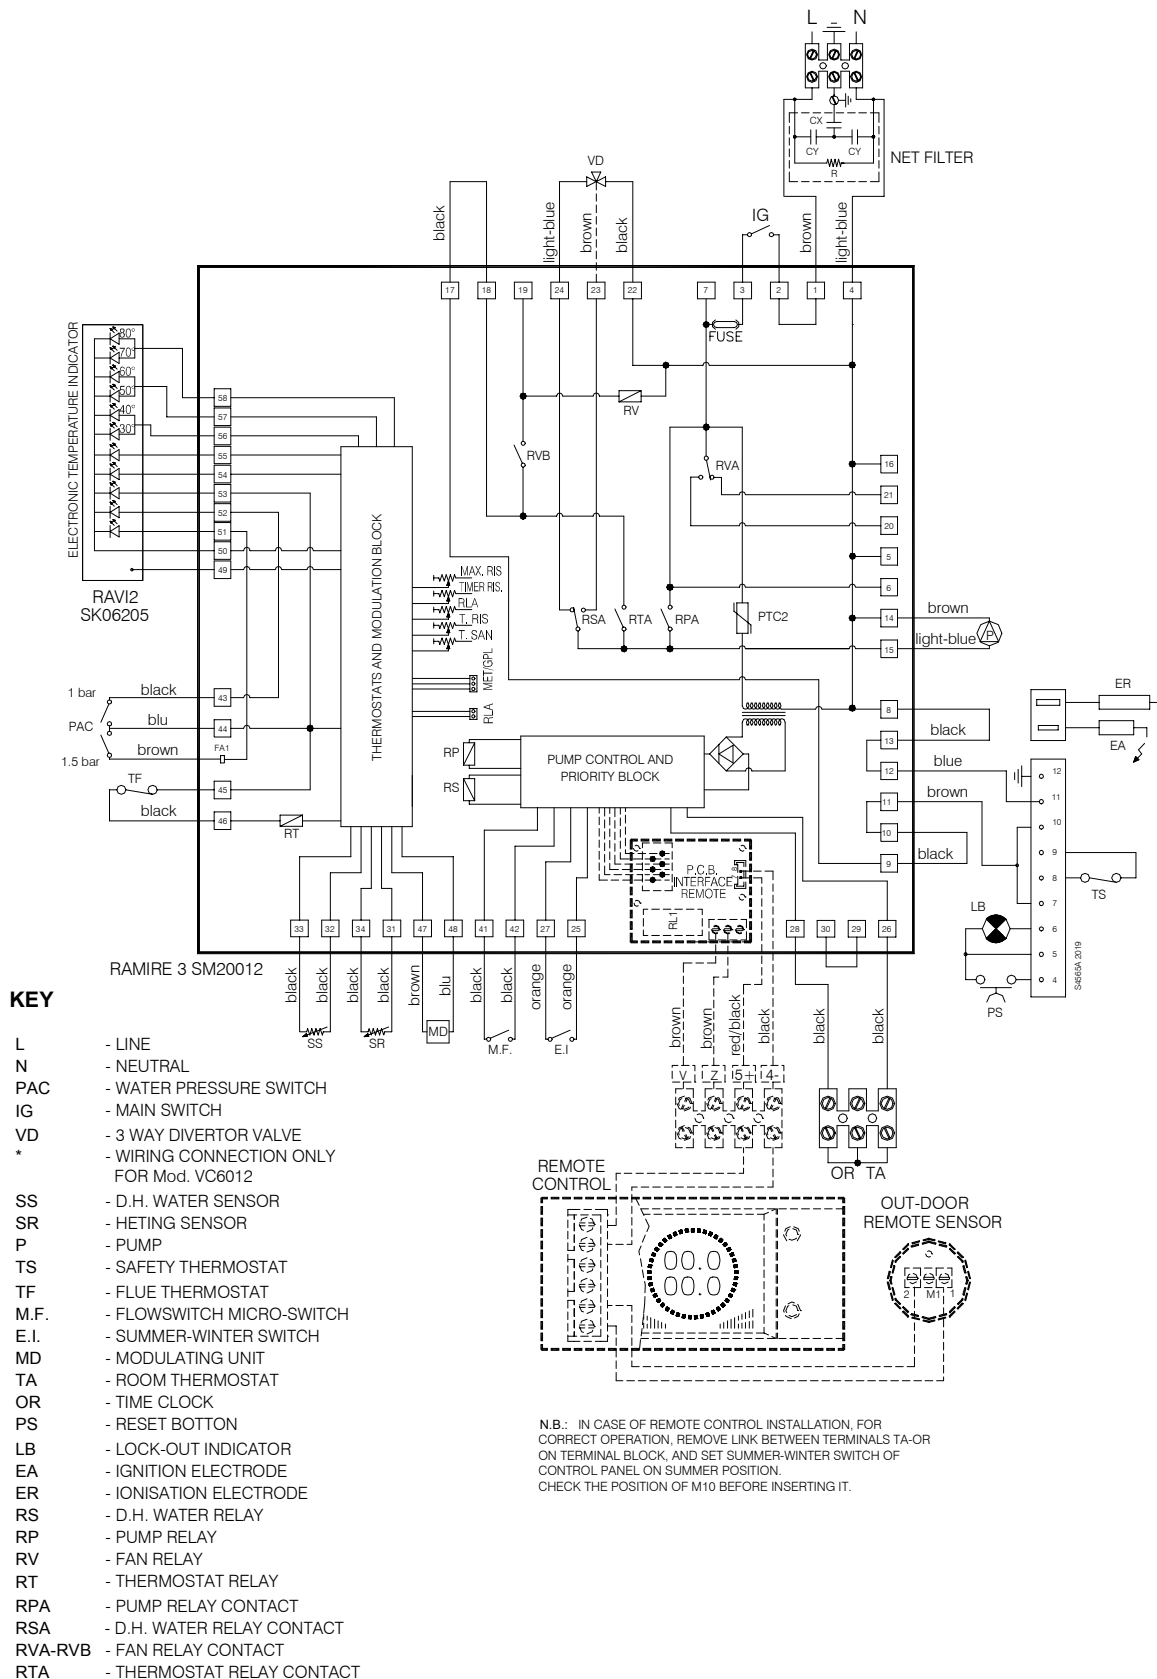 L N
CX
CY CY
R
NET FILTER
VD
IG
black
light-blue
brown
black
brown
light-blue
17 18 19 24 23 22 7 3 2 1 4
FUSE
ELECTRONIC TEMPERATURE INDICATOR
80°
70°
60°
50°
40°
30°
RAVI2
SK06205
58
57
56
55
54
53
52
51
50
49
RV
RVB
RVA
16
21
20
5
6
14
15
brown
light-blue
P
THERMOSTATS AND MODULATION BLOCK
MAX. RIS
TIMER RIS.
RLA
T. RIS
T. SAN
MET/GPL
RLA
RSA RTA RPA
PTC2
1 bar
PAC
1.5 bar
black
blu
brown
FA1
TF
black
43
44
45
46
RT
RP
RS
PUMP CONTROL AND
PRIORITY BLOCK
8
13
12
11
10
9
black
blue
brown
black
ER
EA
12
11
10
9
8
7
6
5
4
TS
LB
PS
S4565A 2019
P.C.B.
INTERFACE
REMOTE
RL1
33 32 34 31 47 48 41 42 27 25 28 30 29 26
RAMIRE 3 SM20012
black
black
black
black
brown
blu
black
black
orange
orange
SS SR MD M.F. E.I
brown
brown
red/black
black
black
black
V Z 5+ 4-
OR TA
REMOTE
CONTROL
00.0
00.0
OUT-DOOR
REMOTE SENSOR
2 M1 1
KEY
L - LINE
N - NEUTRAL
PAC - WATER PRESSURE SWITCH
IG - MAIN SWITCH
VD - 3 WAY DIVERTOR VALVE
* - WIRING CONNECTION ONLY
FOR Mod. VC6012
SS - D.H. WATER SENSOR
SR - HETING SENSOR
P - PUMP
TS - SAFETY THERMOSTAT
TF - FLUE THERMOSTAT
M.F. - FLOWSWITCH MICRO-SWITCH
E.I. - SUMMER-WINTER SWITCH
MD - MODULATING UNIT
TA - ROOM THERMOSTAT
OR - TIME CLOCK
PS - RESET BOTTON
LB - LOCK-OUT INDICATOR
EA - IGNITION ELECTRODE
ER - IONISATION ELECTRODE
RS - D.H. WATER RELAY
RP - PUMP RELAY
RV - FAN RELAY
RT - THERMOSTAT RELAY
RPA - PUMP RELAY CONTACT
RSA - D.H. WATER RELAY CONTACT
RVA-RVB - FAN RELAY CONTACT
RTA - THERMOSTAT RELAY CONTACT
N.B.: IN CASE OF REMOTE CONTROL INSTALLATION, FOR
CORRECT OPERATION, REMOVE LINK BETWEEN TERMINALS TA-OR
ON TERMINAL BLOCK, AND SET SUMMER-WINTER SWITCH OF
CONTROL PANEL ON SUMMER POSITION.
CHECK THE POSITION OF M10 BEFORE INSERTING IT.